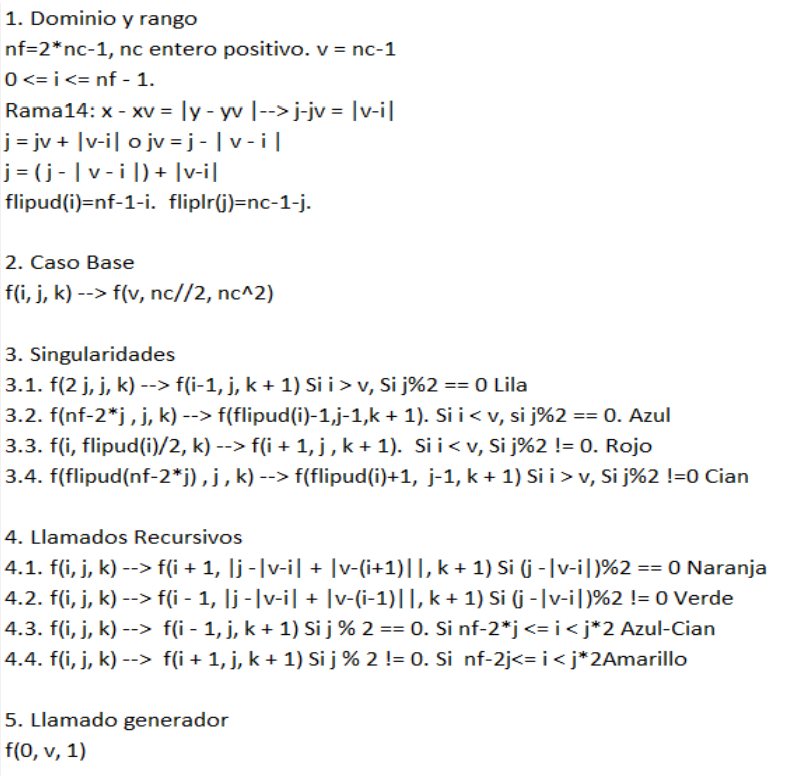 1. Dominio y rango
nf=2*nc-1, nc entero positivo. v = nc-1
0 <= i <= nf - 1.
Rama14: x - xv = |y - yv |--> j-jv = |v-i|
j = jv + |v-i| o jv = j - | v - i |
j = ( j - | v - i |) + |v-i|
flipud(i)=nf-1-i. fliplr(j)=nc-1-j.
2. Caso Base
f(i, j, k) --> f(v, nc//2, nc^2)
3. Singularidades
3.1. f(2 j, j, k) --> f(i-1, j, k + 1) Si i > v, Si j%2 == 0 Lila
3.2. f(nf-2*j , j, k) --> f(flipud(i)-1,j-1,k + 1). Si i < v, si j%2 == 0. Azul
3.3. f(i, flipud(i)/2, k) --> f(i + 1, j , k + 1). Si i < v, Si j%2 != 0. Rojo
3.4. f(flipud(nf-2*j) , j , k) --> f(flipud(i)+1, j-1, k + 1) Si i > v, Si j%2 !=0 Cian
4. Llamados Recursivos
4.1. f(i, j, k) --> f(i + 1, |j -|v-i| + |v-(i+1)||, k + 1) Si (j -|v-i|)%2 == 0 Naranja
4.2. f(i, j, k) --> f(i - 1, |j -|v-i| + |v-(i-1)||, k + 1) Si (j -|v-i|)%2 != 0 Verde
4.3. f(i, j, k) --> f(i - 1, j, k + 1) Si j % 2 == 0. Si nf-2*j <= i < j*2 Azul-Cian
4.4. f(i, j, k) --> f(i + 1, j, k + 1) Si j % 2 != 0. Si nf-2j<= i < j*2Amarillo
5. Llamado generador
f(0, v, 1)